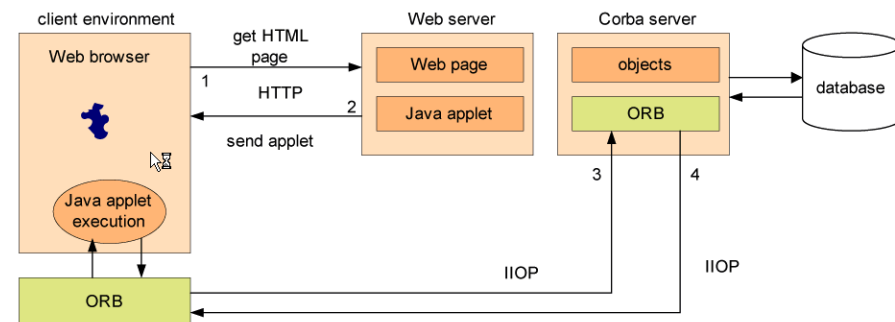 client environment
Web server
Corba server
Web browser
get HTML
page
1
HTTP
2
send applet
Web page
Java applet
objects
ORB
database
3
4
Java applet
execution
IIOP
IIOP
ORB